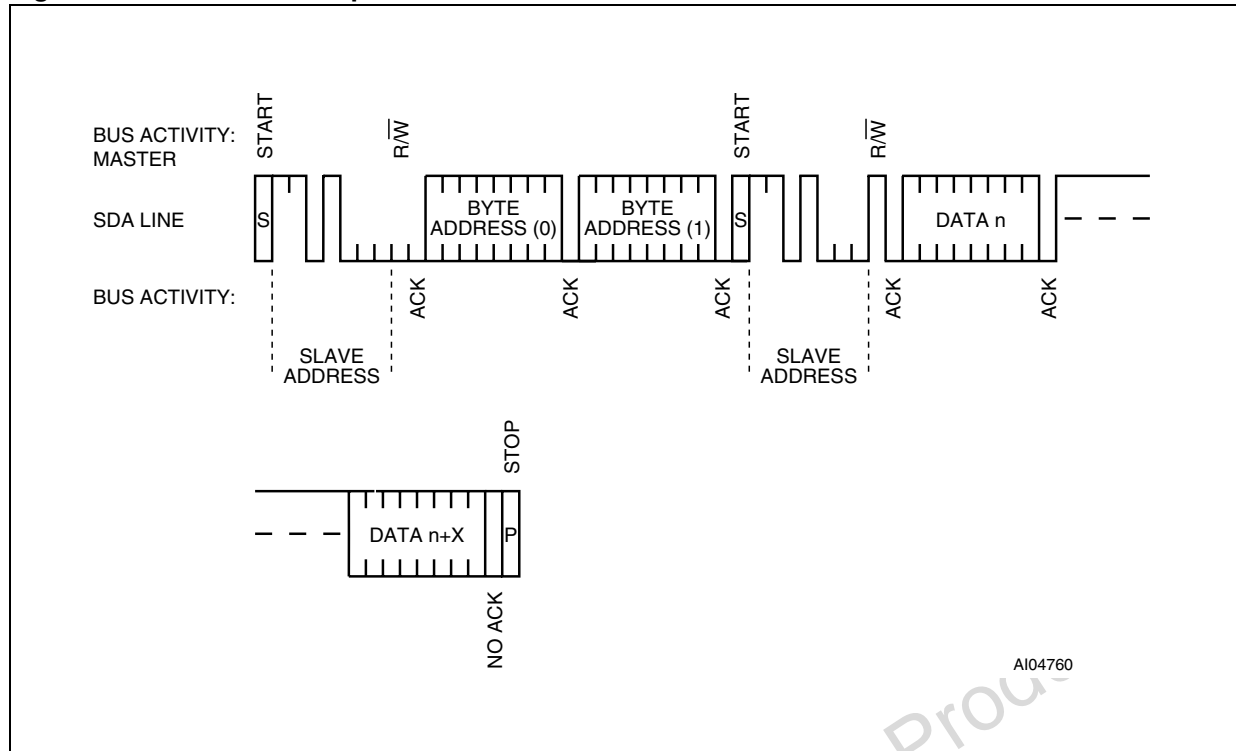 START
R/W
START
R/W
BUS ACTIVITY:
MASTER
SDA LINE
S
BYTE
ADDRESS (0)
BYTE
ADDRESS (1)
S
DATA n
BUS ACTIVITY:
ACK
ACK
ACK
ACK
ACK
SLAVE
ADDRESS
SLAVE
ADDRESS
STOP
DATA n+X
P
NO ACK
AI04760